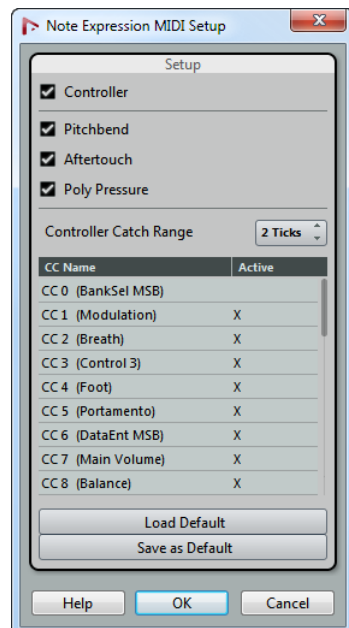 Note Expression MIDI Setup
Setup
Controller
Pitchbend
Aftertouch
Poly Pressure
Controller Catch Range 2 Ticks
CC Name Active
CC 0 (BankSel MSB)
CC 1 (Modulation) X
CC 2 (Breath) X
CC 3 (Control 3) X
CC 4 (Foot) X
CC 5 (Portamento) X
CC 6 (DataEnt MSB) X
CC 7 (Main Volume) X
CC 8 (Balance) X
Load Default
Save as Default
Help OK Cancel